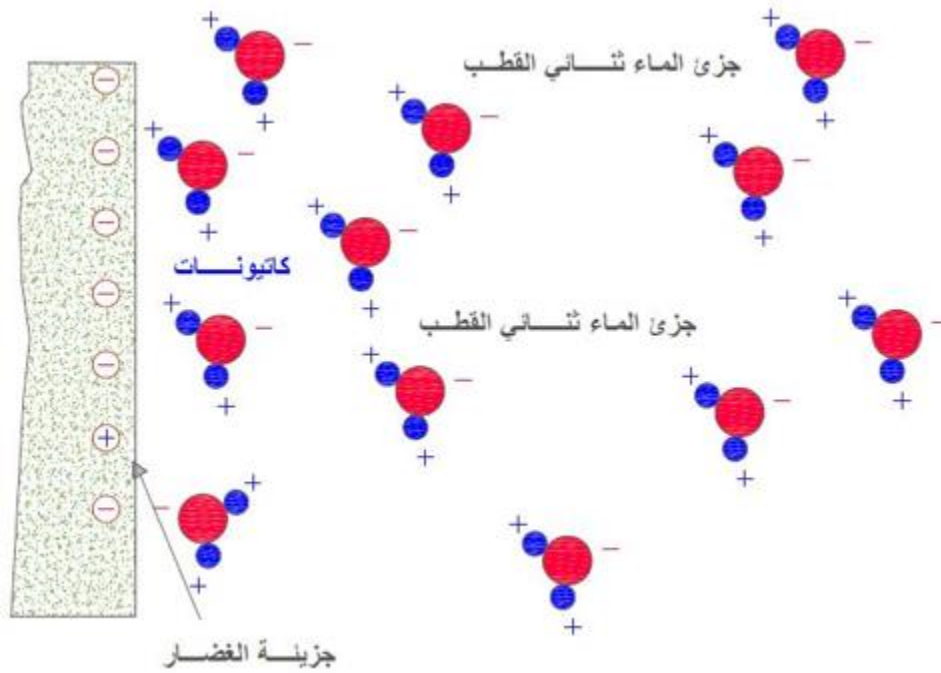 جزئ الماء ثنائي القطب
كاتيونات
جزئ الماء ثنائي القطب
جزيئة الغضار